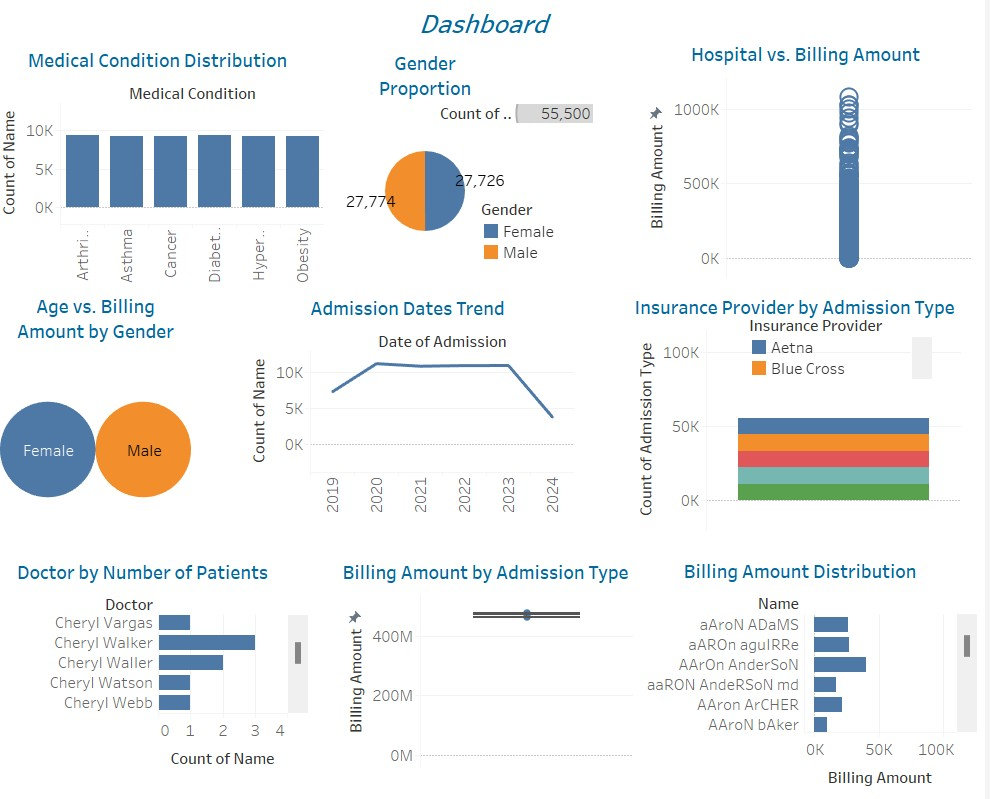 Dashboard
Medical Condition Distribution
Medical Condition
Count of Name
10K
5K
0K
Arthri..
Asthma
Cancer
Diabet..
Hyper..
Obesity
Gender
Proportion
Count of ..
55,500
27,726
27,774
Gender
Female
Male
Hospital vs. Billing Amount
Billing Amount
1000K
500K
0K
Age vs. Billing
Amount by Gender
Female
Male
Admission Dates Trend
Date of Admission
Count of Name
10K
5K
0K
2019
2020
2021
2022
2023
2024
Insurance Provider by Admission Type
Insurance Provider
Aetna
Blue Cross
Count of Admission Type
100K
50K
0K
Doctor by Number of Patients
Doctor
Cheryl Vargas
Cheryl Walker
Cheryl Waller
Cheryl Watson
Cheryl Webb
0 1 2 3 4
Count of Name
Billing Amount by Admission Type
Billing Amount
400M
200M
0M
Billing Amount Distribution
Name
aAroN ADaMS
aAROn aguIRRe
AArOn AnderSoN
aaRON AndeRSoN md
AAron ArCHER
AAroN bAker
0K 50K 100K
Billing Amount